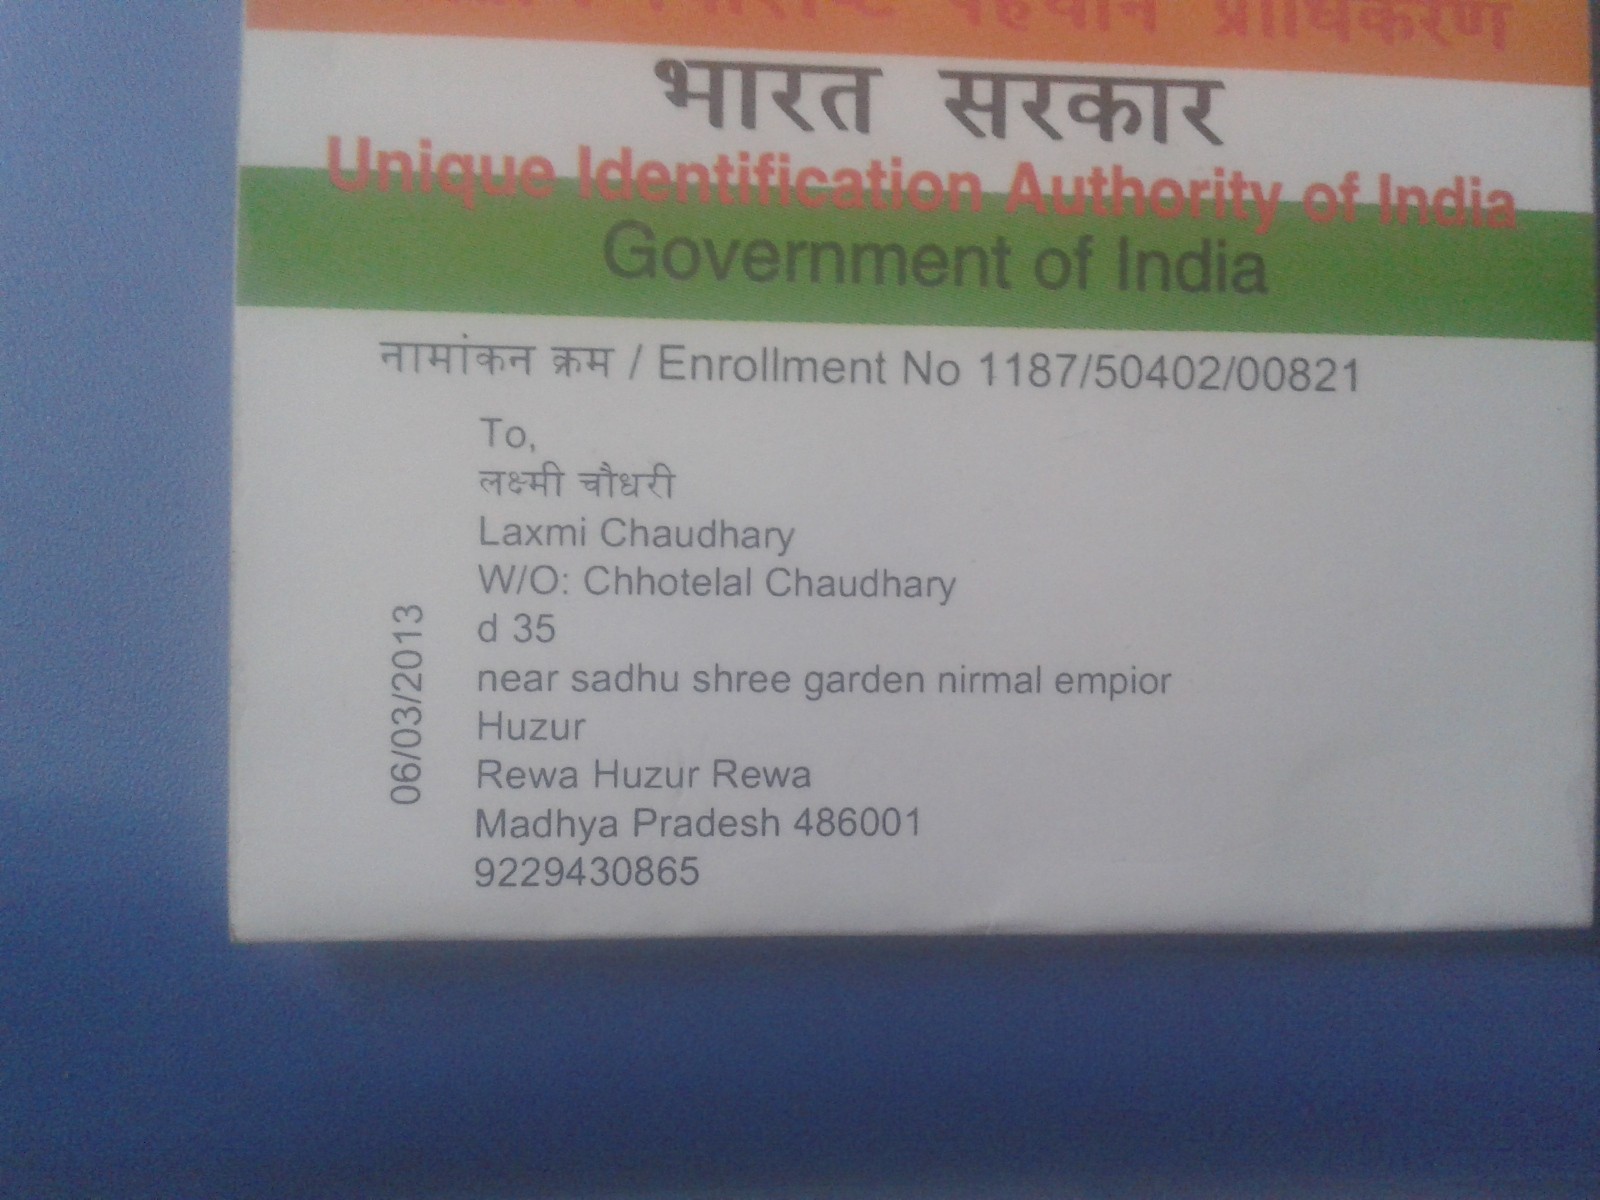 पहचान प्राधिकरण
भारत सरकार
Unique Identification Authority of India
Government of India
नामांकन क्रम / Enrollment No 1187/50402/00821
To,
लक्ष्मी चौधरी
Laxmi Chaudhary
W/O: Chhotelal Chaudhary
d 35
near sadhu shree garden nirmal empior
Huzur
Rewa Huzur Rewa
Madhya Pradesh 486001
9229430865
06/03/2013